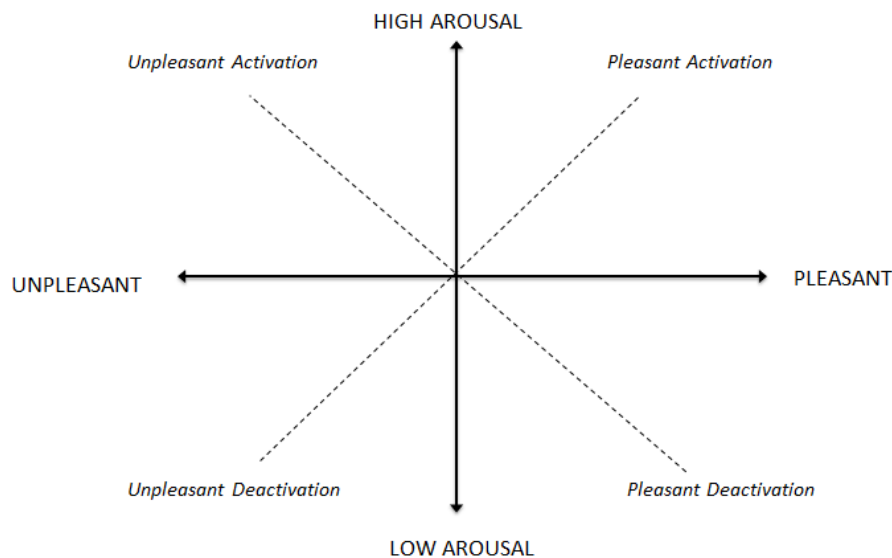 HIGH AROUSAL
Unpleasant Activation
Pleasant Activation
UNPLEASANT
PLEASANT
Unpleasant Deactivation
Pleasant Deactivation
LOW AROUSAL